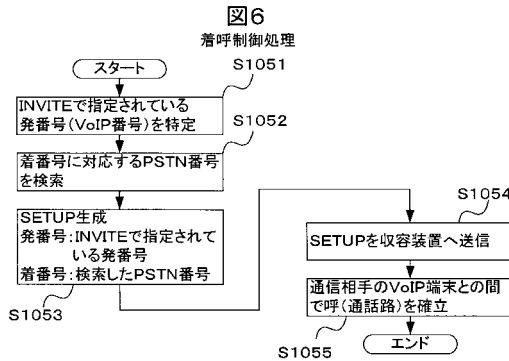 図6
着呼制御処理
スタート
S1051
INVITEで指定されている
発番号(VoIP番号)を特定
S1052
着番号に対応するPSTN番号
を検索
SETUP生成
発番号:INVITEで指定されて
いる発番号
着番号:検索したPSTN番号
S1053
S1054
SETUPを収容装置へ送信
通信相手のVoIP端末との間
で呼(通話路)を確立
S1055
エンド